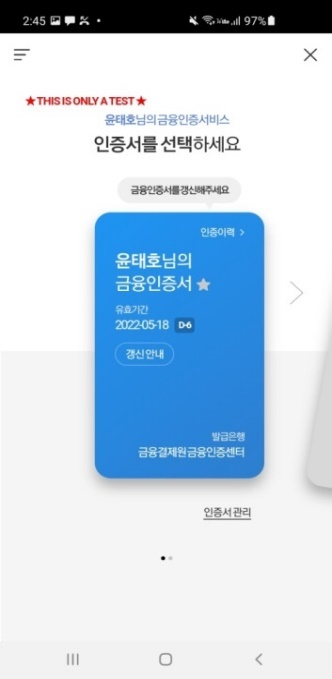 2:45
97%
★THIS IS ONLY A TEST★
윤태호님의 금융인증서비스
인증서를 선택하세요
금융인증서를 갱신해주세요
인증이력 >
윤태호님의
금융인증서 ★
유효기간
2022-05-18 D-6
갱신 안내
발급은행
금융결제원 금융인증센터
인증서 관리